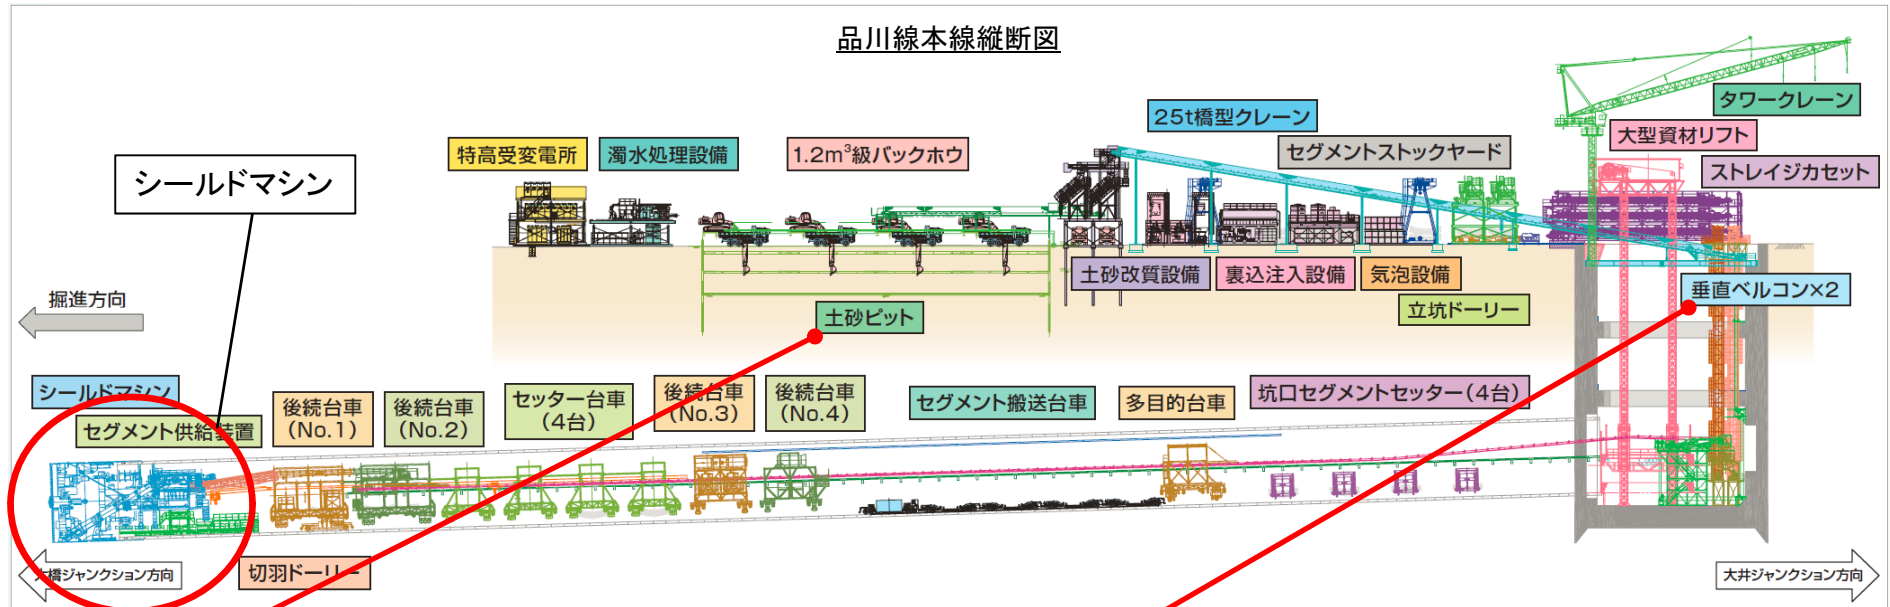 品川線本線縦断図
タワークレーン
25t橋型クレーン
大型資材リフト
特高受変電所
濁水処理設備
1.2m³級バックホウ
セグメントストックヤード
ストレイジカセット
シールドマシン
土砂改質設備
裏込注入設備
気泡設備
垂直ベルコン×2
掘進方向
土砂ピット
立坑ドーリー
シールドマシン
セグメント供給装置
後続台車
(No.1)
後続台車
(No.2)
セッター台車
(4台)
後続台車
(No.3)
後続台車
(No.4)
セグメント搬送台車
多目的台車
坑口セグメントセッター(4台)
切羽ドーリー
大橋ジャンクション方向
大井ジャンクション方向